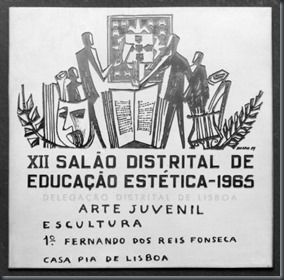 XII SALÃO DISTRITAL DE
EDUCAÇÃO ESTÉTICA-1965
DELEGAÇÃO DISTRITAL DE LISBOA
ARTE JUVENIL
ESCULTURA
1º FERNANDO DOS REIS FONSECA
CASA PIA DE LISBOA